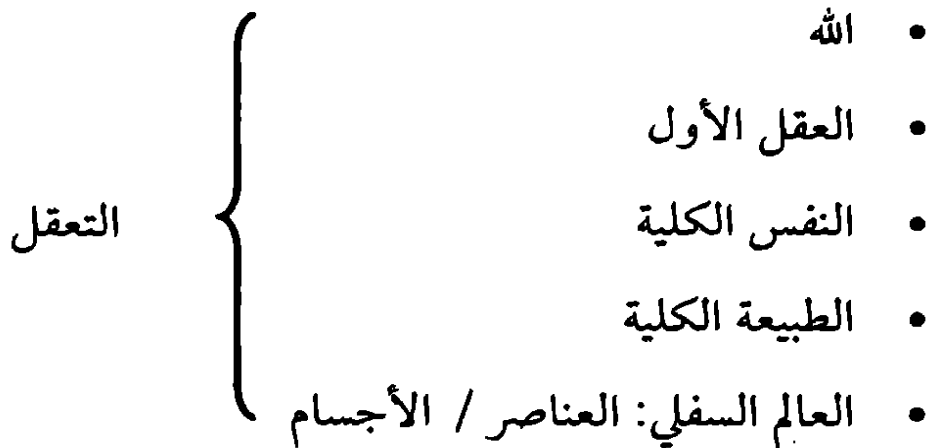 • الله
• العقل الأول
• النفس الكلية
التعقل
• الطبيعة الكلية
• العالم السفلي: العناصر / الأجسام